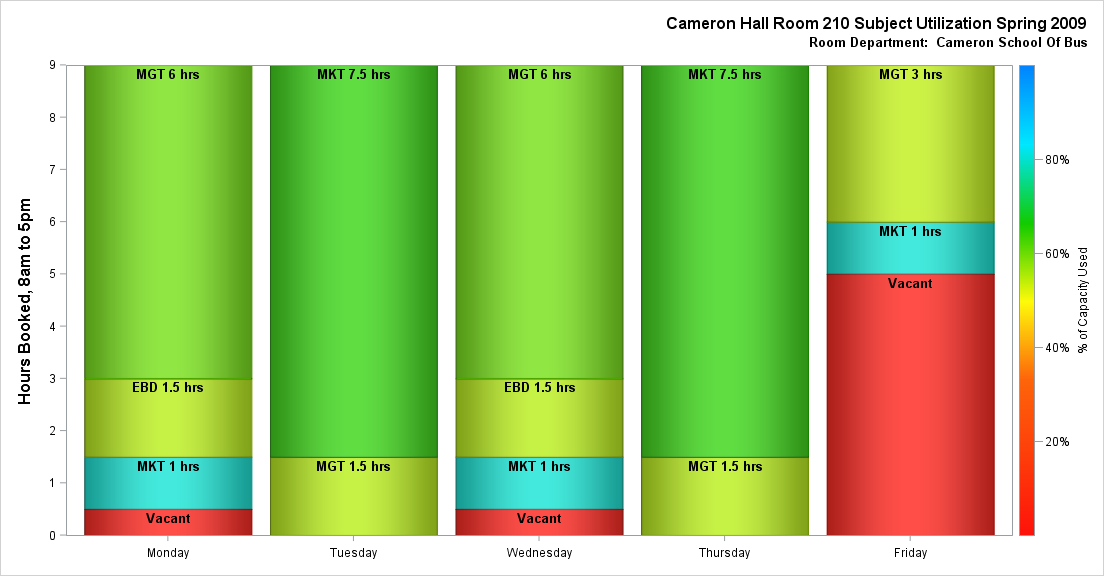 Cameron Hall Room 210 Subject Utilization Spring 2009
Room Department:  Cameron School Of Bus
Hours Booked, 8am to 5pm
9
8
7
6
5
4
3
2
1
0
MGT 6 hrs
EBD 1.5 hrs
MKT 1 hrs
Vacant
MKT 7.5 hrs
MGT 1.5 hrs
MGT 6 hrs
EBD 1.5 hrs
MKT 1 hrs
Vacant
MKT 7.5 hrs
MGT 1.5 hrs
MGT 3 hrs
MKT 1 hrs
Vacant
Monday
Tuesday
Wednesday
Thursday
Friday
80%
60%
40%
20%
% of Capacity Used